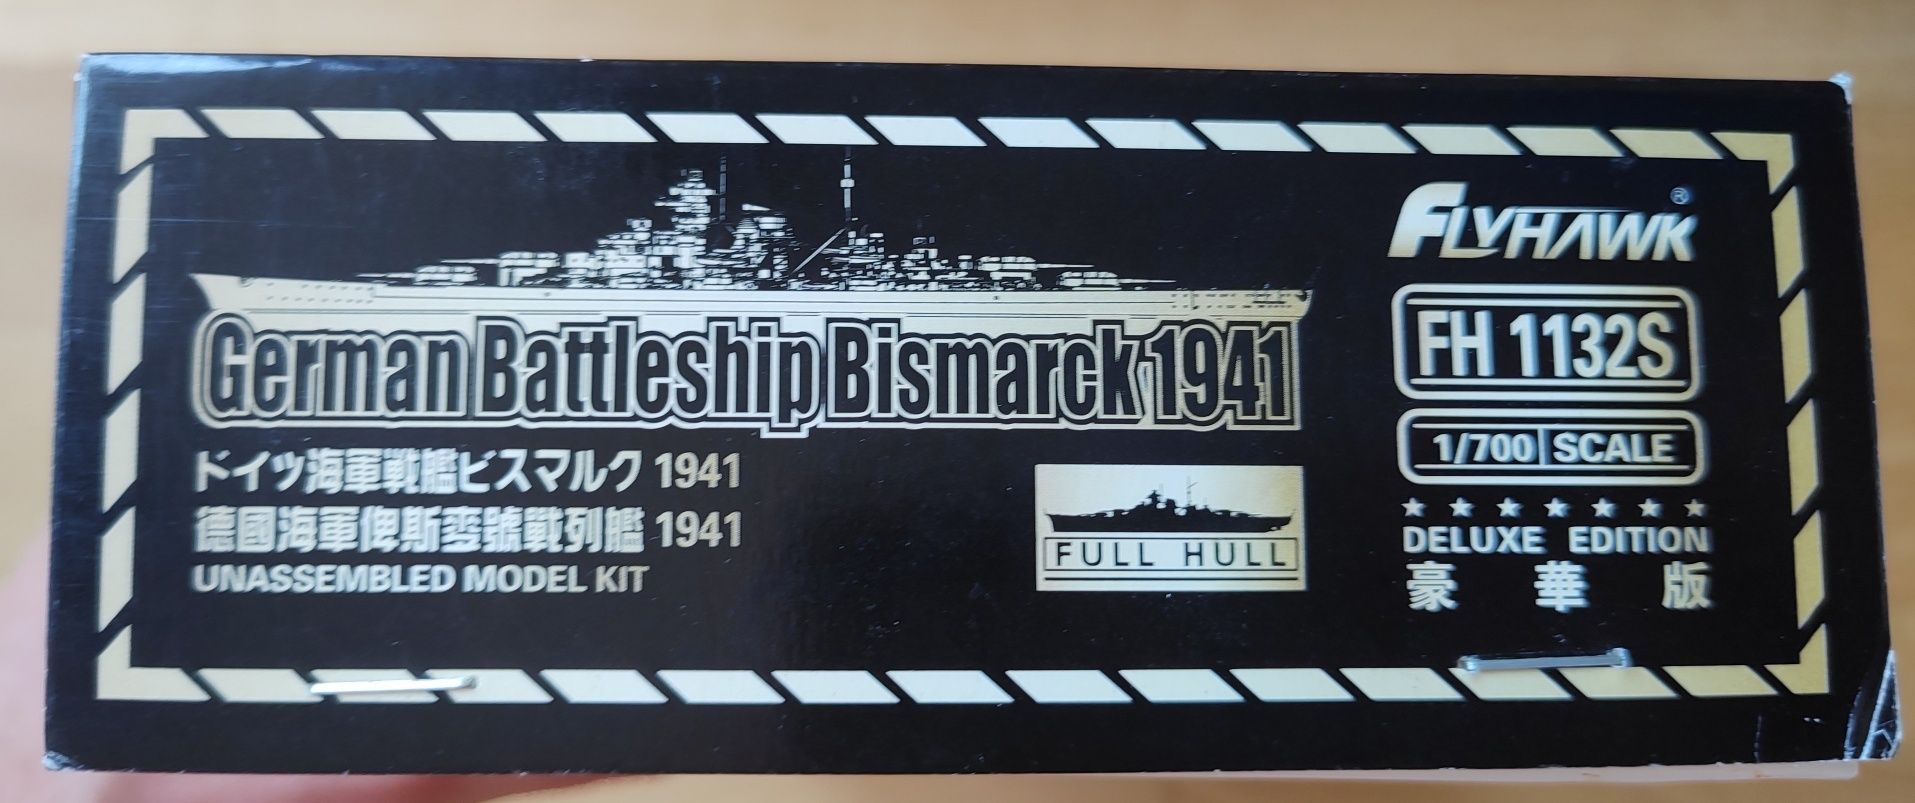 German Battleship Bismarck 1941
ドイツ海軍戦艦ビスマルク 1941
德國海軍俾斯麥號戰列艦 1941
UNASSEMBLED MODEL KIT
FULL HULL
FLYHAWK®
FH 1132S
1/700 SCALE
DELUXE EDITION
豪華版